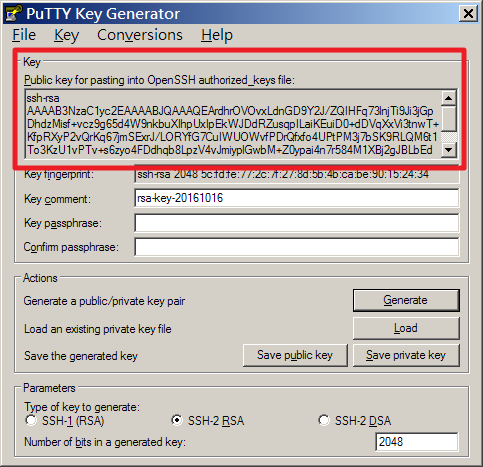 PuTTY Key Generator
File Key Conversions Help
Key
Public key for pasting into OpenSSH authorized_keys file:
ssh-rsa
AAAAB3NzaC1yc2EAAAABJQAAAQEArdhrOVOvxLdnGD9Y2J/ZQIHFq73lnjTi9Ji3jGp
DhdzMisf+vcz9g65d4W9nkbuXlhpUxlpEkWJDdRZusqpILaiKEuiD0+dDVqXxVi3tnwT+
KfpRXyP2vQrKq67jmSExrJ/LORYfG7CuIWUOWvfPDrQfxfo4UPtPM3j7bSK9RLQM6t1
To3KzU1vPTv+s6zyo4FDdhqb8LpzV4vJmiyplGwbM+Z0ypai4n7r584M1XBj2gJBLbEd
Key fingerprint:
ssh-rsa 2048 5c:fd:fe:77:2c:7f:27:8d:5b:4b:ca:be:90:15:24:34
Key comment:
rsa-key-20161016
Key passphrase:
Confirm passphrase:
Actions
Generate a public/private key pair
Generate
Load an existing private key file
Load
Save the generated key
Save public key
Save private key
Parameters
Type of key to generate:
SSH-1 (RSA)
SSH-2 RSA
SSH-2 DSA
Number of bits in a generated key:
2048